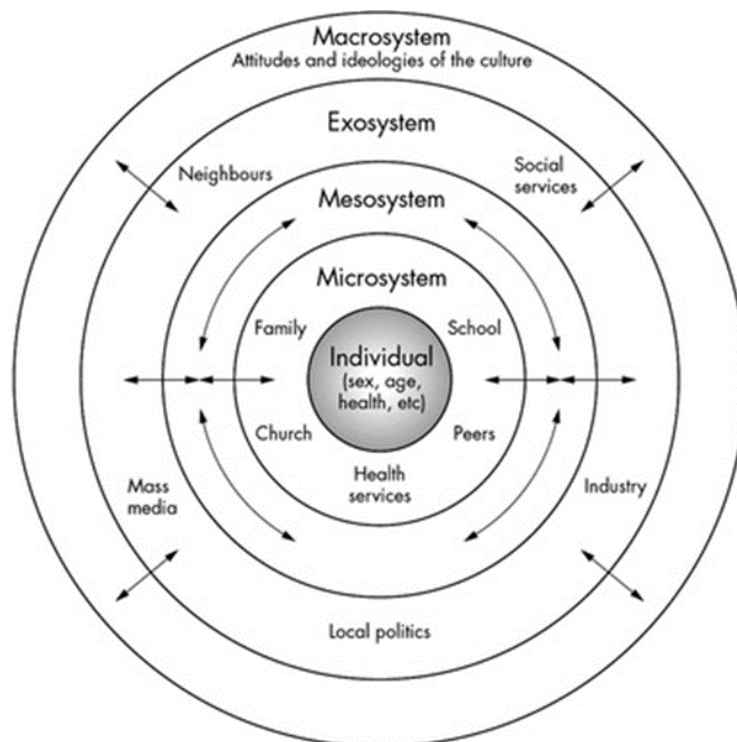 Macrosystem
Attitudes and ideologies of the culture
Exosystem
Neighbours
Social
services
Mesosystem
Microsystem
Family
School
Individual
(sex, age,
health, etc)
Church
Peers
Health
services
Mass
media
Industry
Local politics